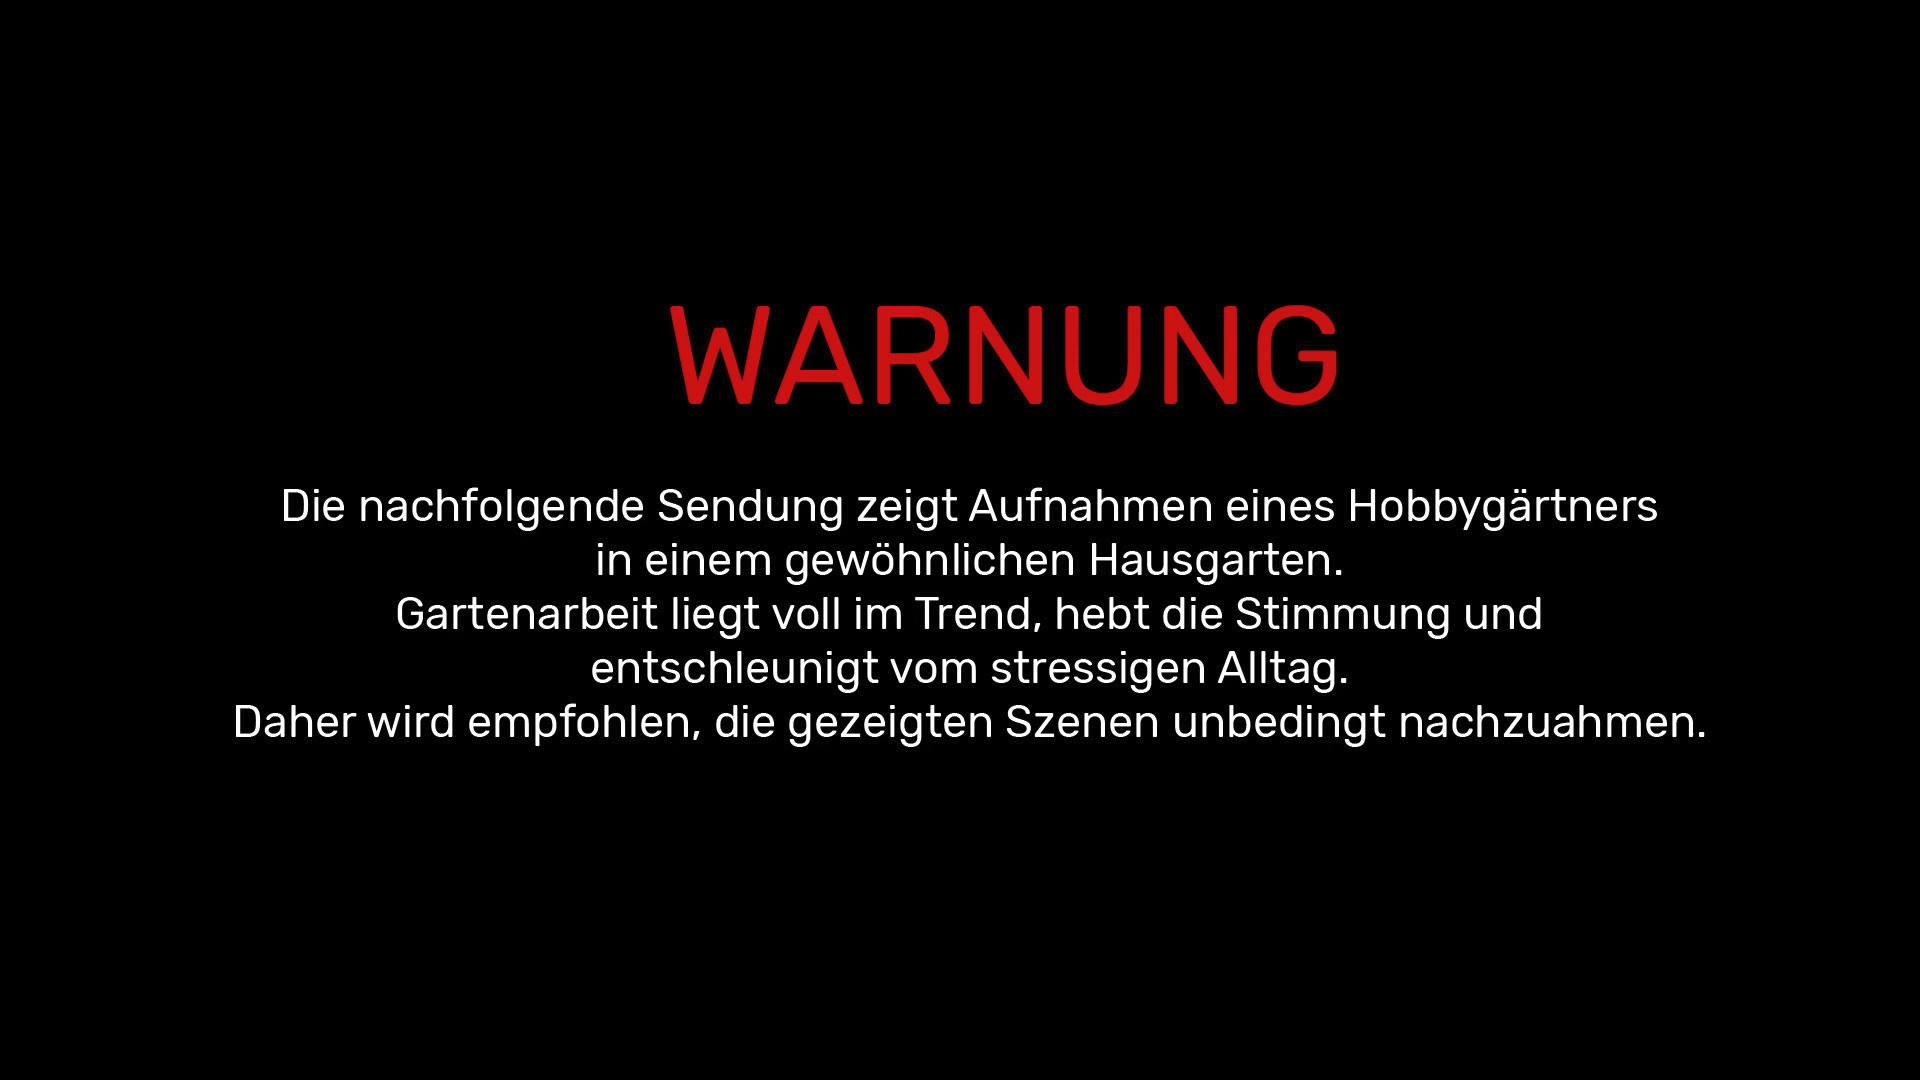 WARNUNG
Die nachfolgende Sendung zeigt Aufnahmen eines Hobbygärtners
in einem gewöhnlichen Hausgarten.
Gartenarbeit liegt voll im Trend, hebt die Stimmung und
entschleunigt vom stressigen Alltag.
Daher wird empfohlen, die gezeigten Szenen unbedingt nachzuahmen.